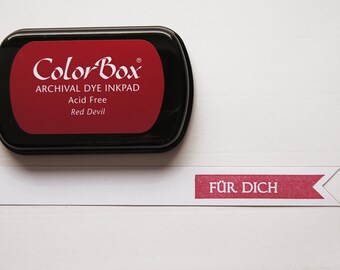 ColorBox®
ARCHIVAL DYE INKPAD
Acid Free
Red Devil
FÜR DICH